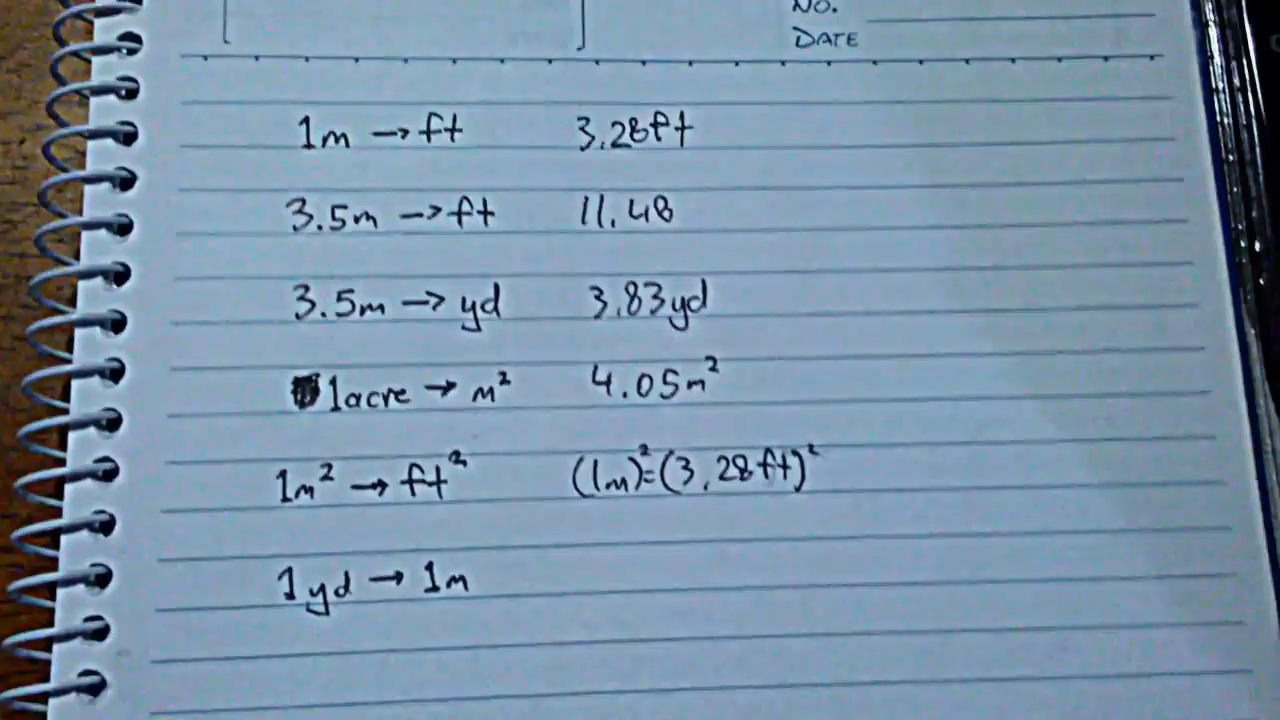 NO.
DATE
1m → ft 3.28ft
3.5m → ft 11.48
3.5m → yd 3.83yd
1acre → m² 4.05m²
1m² → ft² (1m)²=(3.28ft)²
1yd → 1m